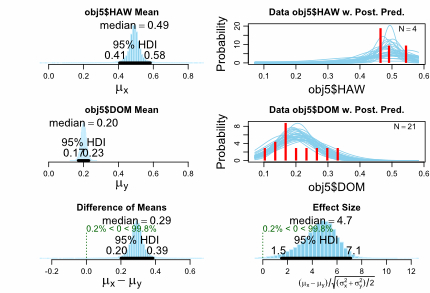 obj5$HAW Mean
median = 0.49
95% HDI
0.41 0.58
0.0 0.2 0.4 0.6 0.8
μx
Data obj5$HAW w. Post. Pred.
N = 4
Probability
0 5 10 20
0.1 0.2 0.3 0.4 0.5 0.6
obj5$HAW
obj5$DOM Mean
median = 0.20
95% HDI
0.17 0.23
0.0 0.2 0.4 0.6 0.8
μy
Data obj5$DOM w. Post. Pred.
N = 21
Probability
0 4 8
0.1 0.2 0.3 0.4 0.5 0.6
obj5$DOM
Difference of Means
median = 0.29
0.2% < 0 < 99.8%
95% HDI
0.20 0.39
-0.2 0.0 0.2 0.4 0.6 0.8
μx − μy
Effect Size
median = 4.7
0.2% < 0 < 99.8%
95% HDI
1.5 7.1
0 2 4 6 8 10 12
(μx − μy)/√(σx² + σy²)/2